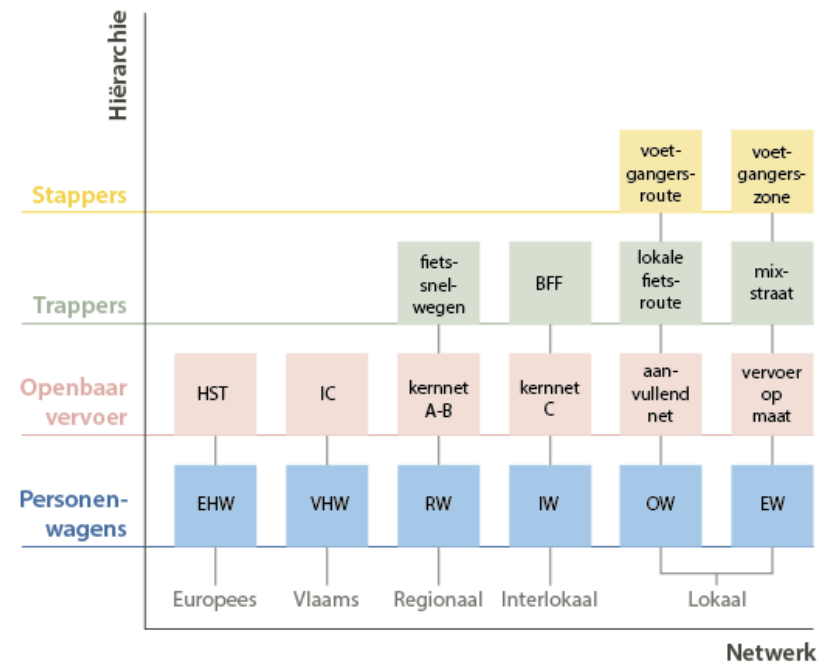 Hiërarchie
Stappers
voet-
gangers-
route
voet-
gangers-
zone
Trappers
fiets-
snel-
wegen
BFF
lokale
fiets-
route
mix-
straat
Openbaar
vervoer
HST
IC
kernnet
A-B
kernnet
C
aan-
vullend
net
vervoer
op
maat
Personen-
wagens
EHW
VHW
RW
IW
OW
EW
Europees
Vlaams
Regionaal
Interlokaal
Lokaal
Netwerk